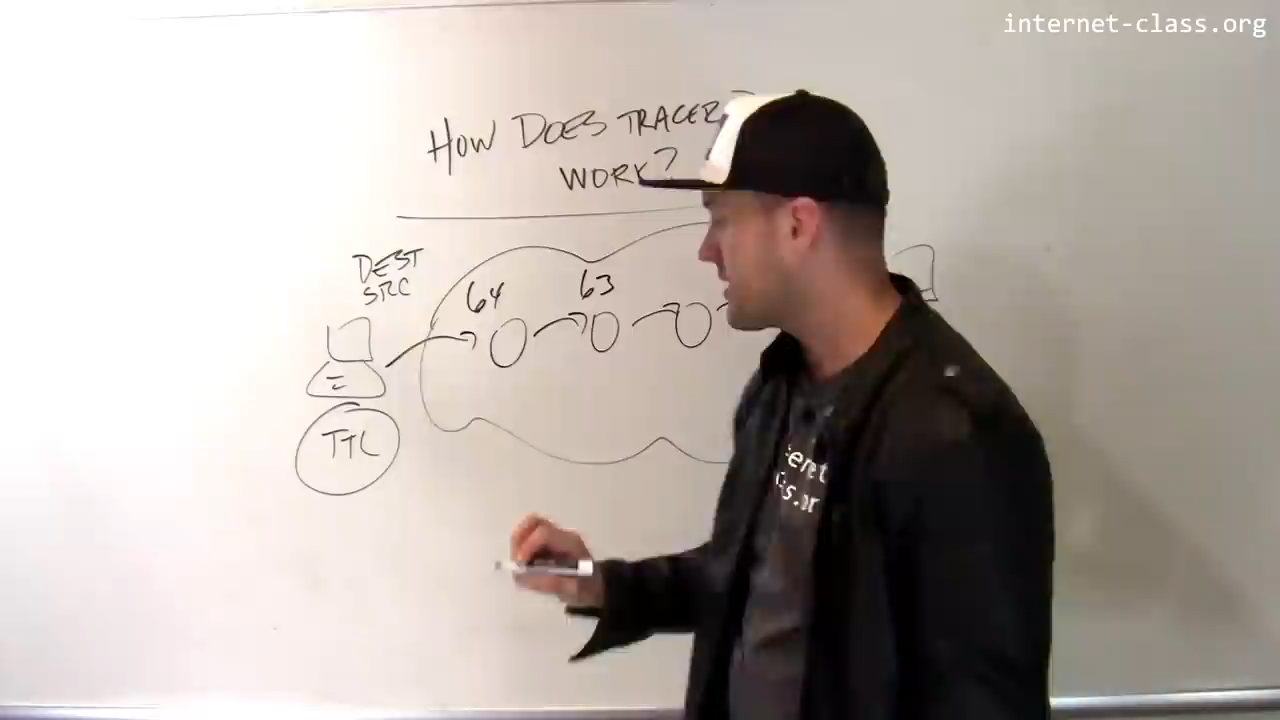 internet-class.org
HOW DOES TRACER
WORK?
DEST
SRC
64 63
TTL